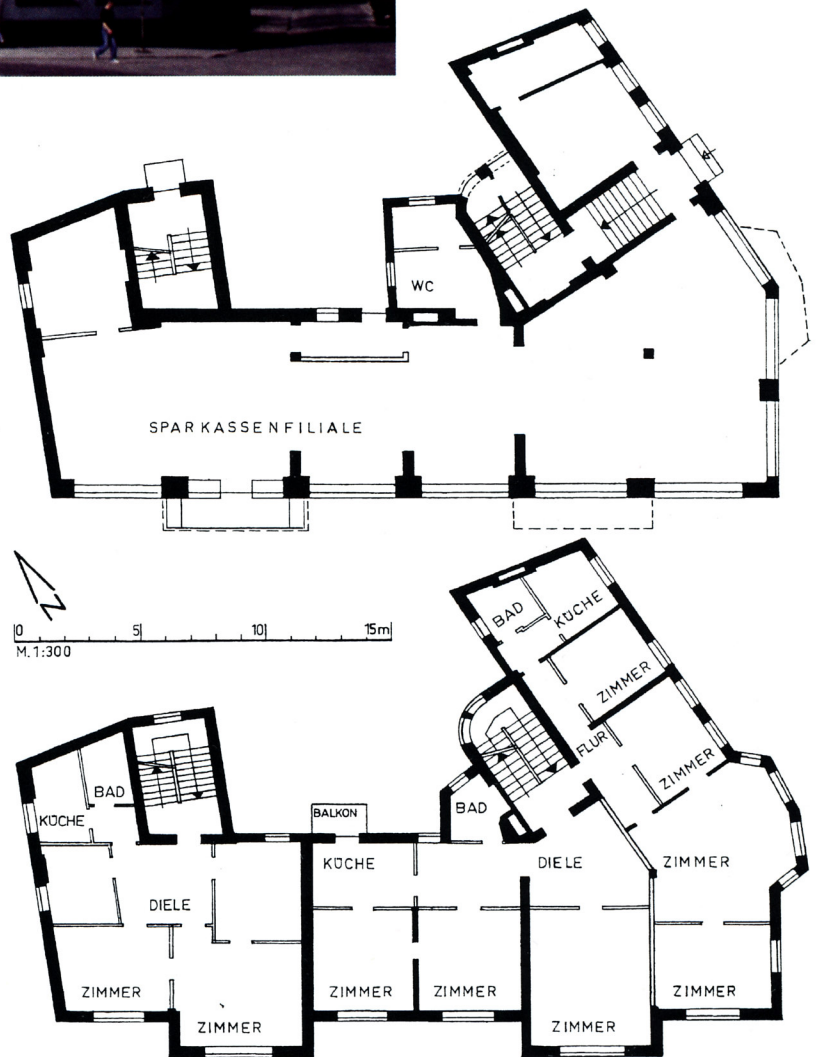 WC
SPARKASSENFILIALE
N
0 5 10 15m
M. 1:300
BAD
KÜCHE
ZIMMER
FLUR
ZIMMER
BAD
KÜCHE
BALKON
BAD
KÜCHE
DIELE
ZIMMER
DIELE
ZIMMER
ZIMMER
ZIMMER
ZIMMER
ZIMMER
ZIMMER